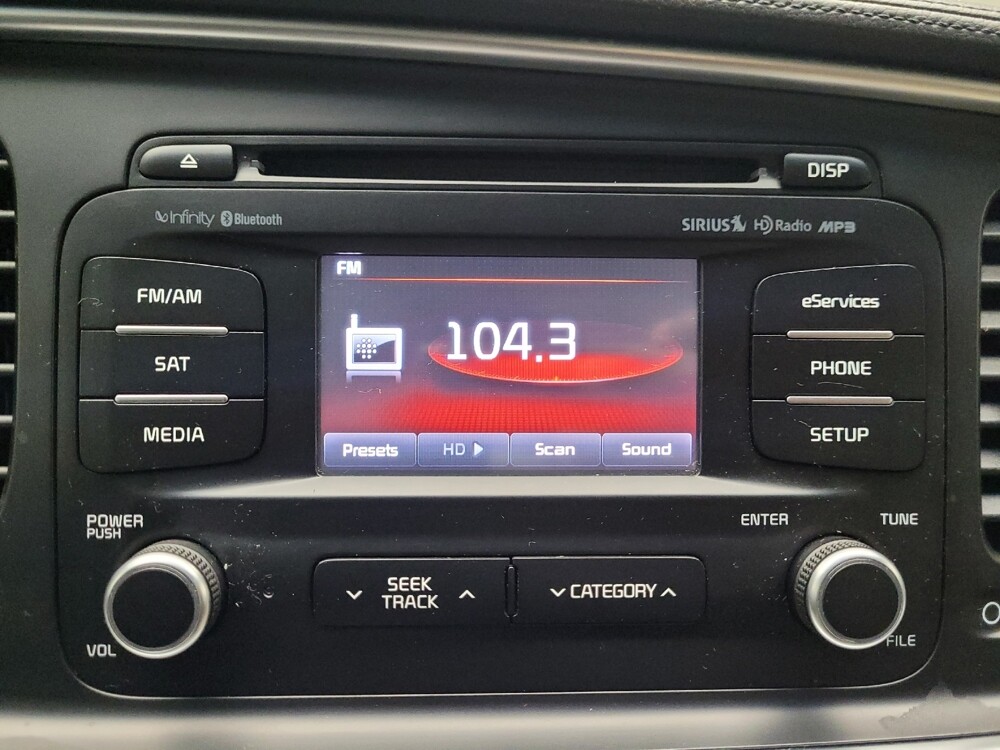 DISP
Infinity Bluetooth
SIRIUS HD Radio MP3
FM/AM
SAT
MEDIA
FM
104.3
Presets HD Scan Sound
eServices
PHONE
SETUP
POWER
PUSH
VOL
SEEK
TRACK
CATEGORY
ENTER
TUNE
FILE